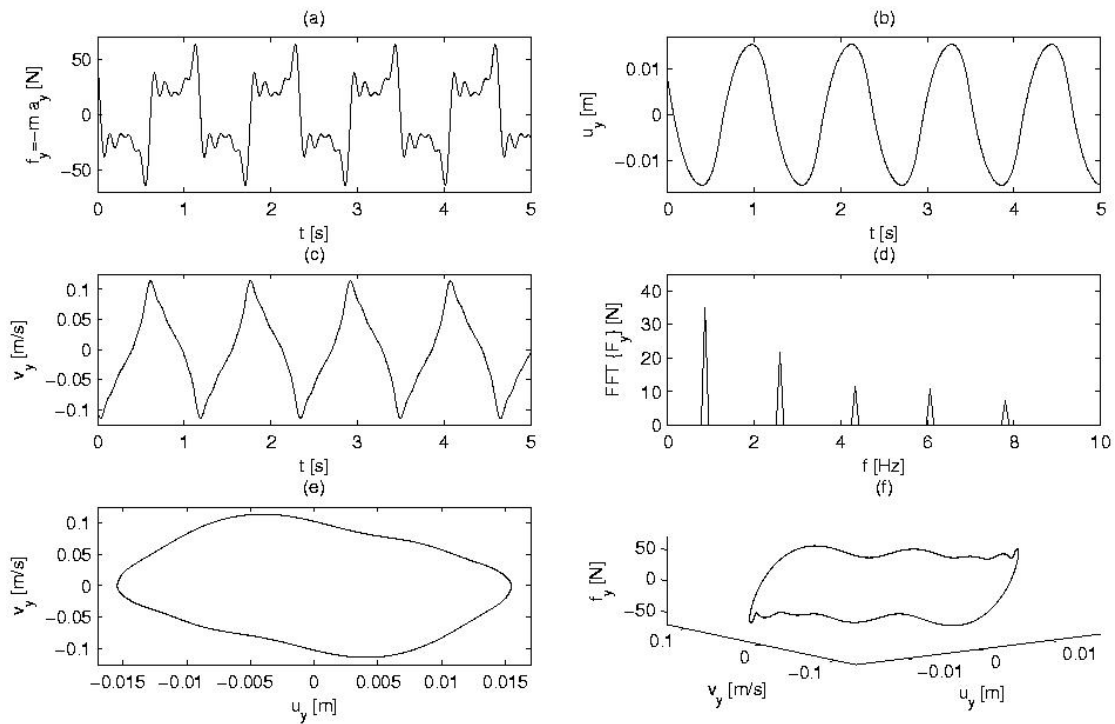 (a)
f_y=-m a_y [N]
50
0
-50
0 1 2 3 4 5
t [s]
(b)
u_y [m]
0.01
0
-0.01
0 1 2 3 4 5
t [s]
(c)
v_y [m/s]
0.1
0.05
0
-0.05
-0.1
0 1 2 3 4 5
t [s]
(d)
FFT {F_y} [N]
40
30
20
10
0
0 2 4 6 8 10
f [Hz]
(e)
v_y [m/s]
0.1
0.05
0
-0.05
-0.1
-0.015 -0.01 -0.005 0 0.005 0.01 0.015
u_y [m]
(f)
f_y [N]
50
0
-50
0.1 0 -0.1
v_y [m/s]
-0.01 0 0.01
u_y [m]